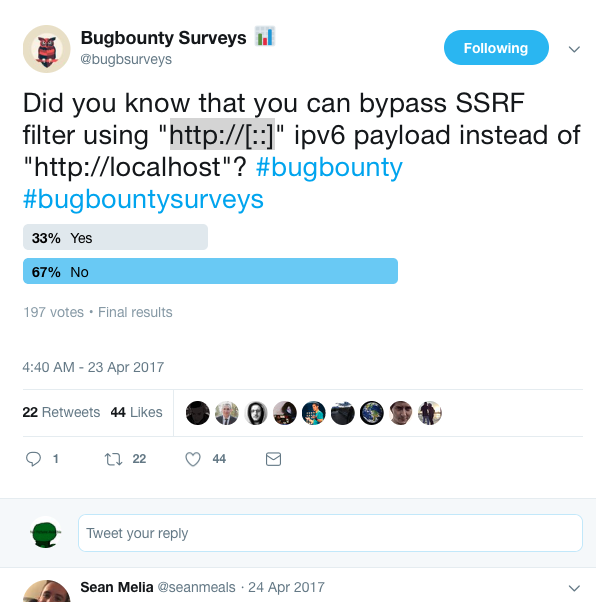 Bugbounty Surveys 📊
@bugbsurveys
Following
Did you know that you can bypass SSRF
filter using "http://[::]" ipv6 payload instead of
"http://localhost"? #bugbounty
#bugbountysurveys
33% Yes
67% No
197 votes • Final results
4:40 AM - 23 Apr 2017
22 Retweets 44 Likes
1 22 44
Tweet your reply
Sean Melia @seanmeals · 24 Apr 2017